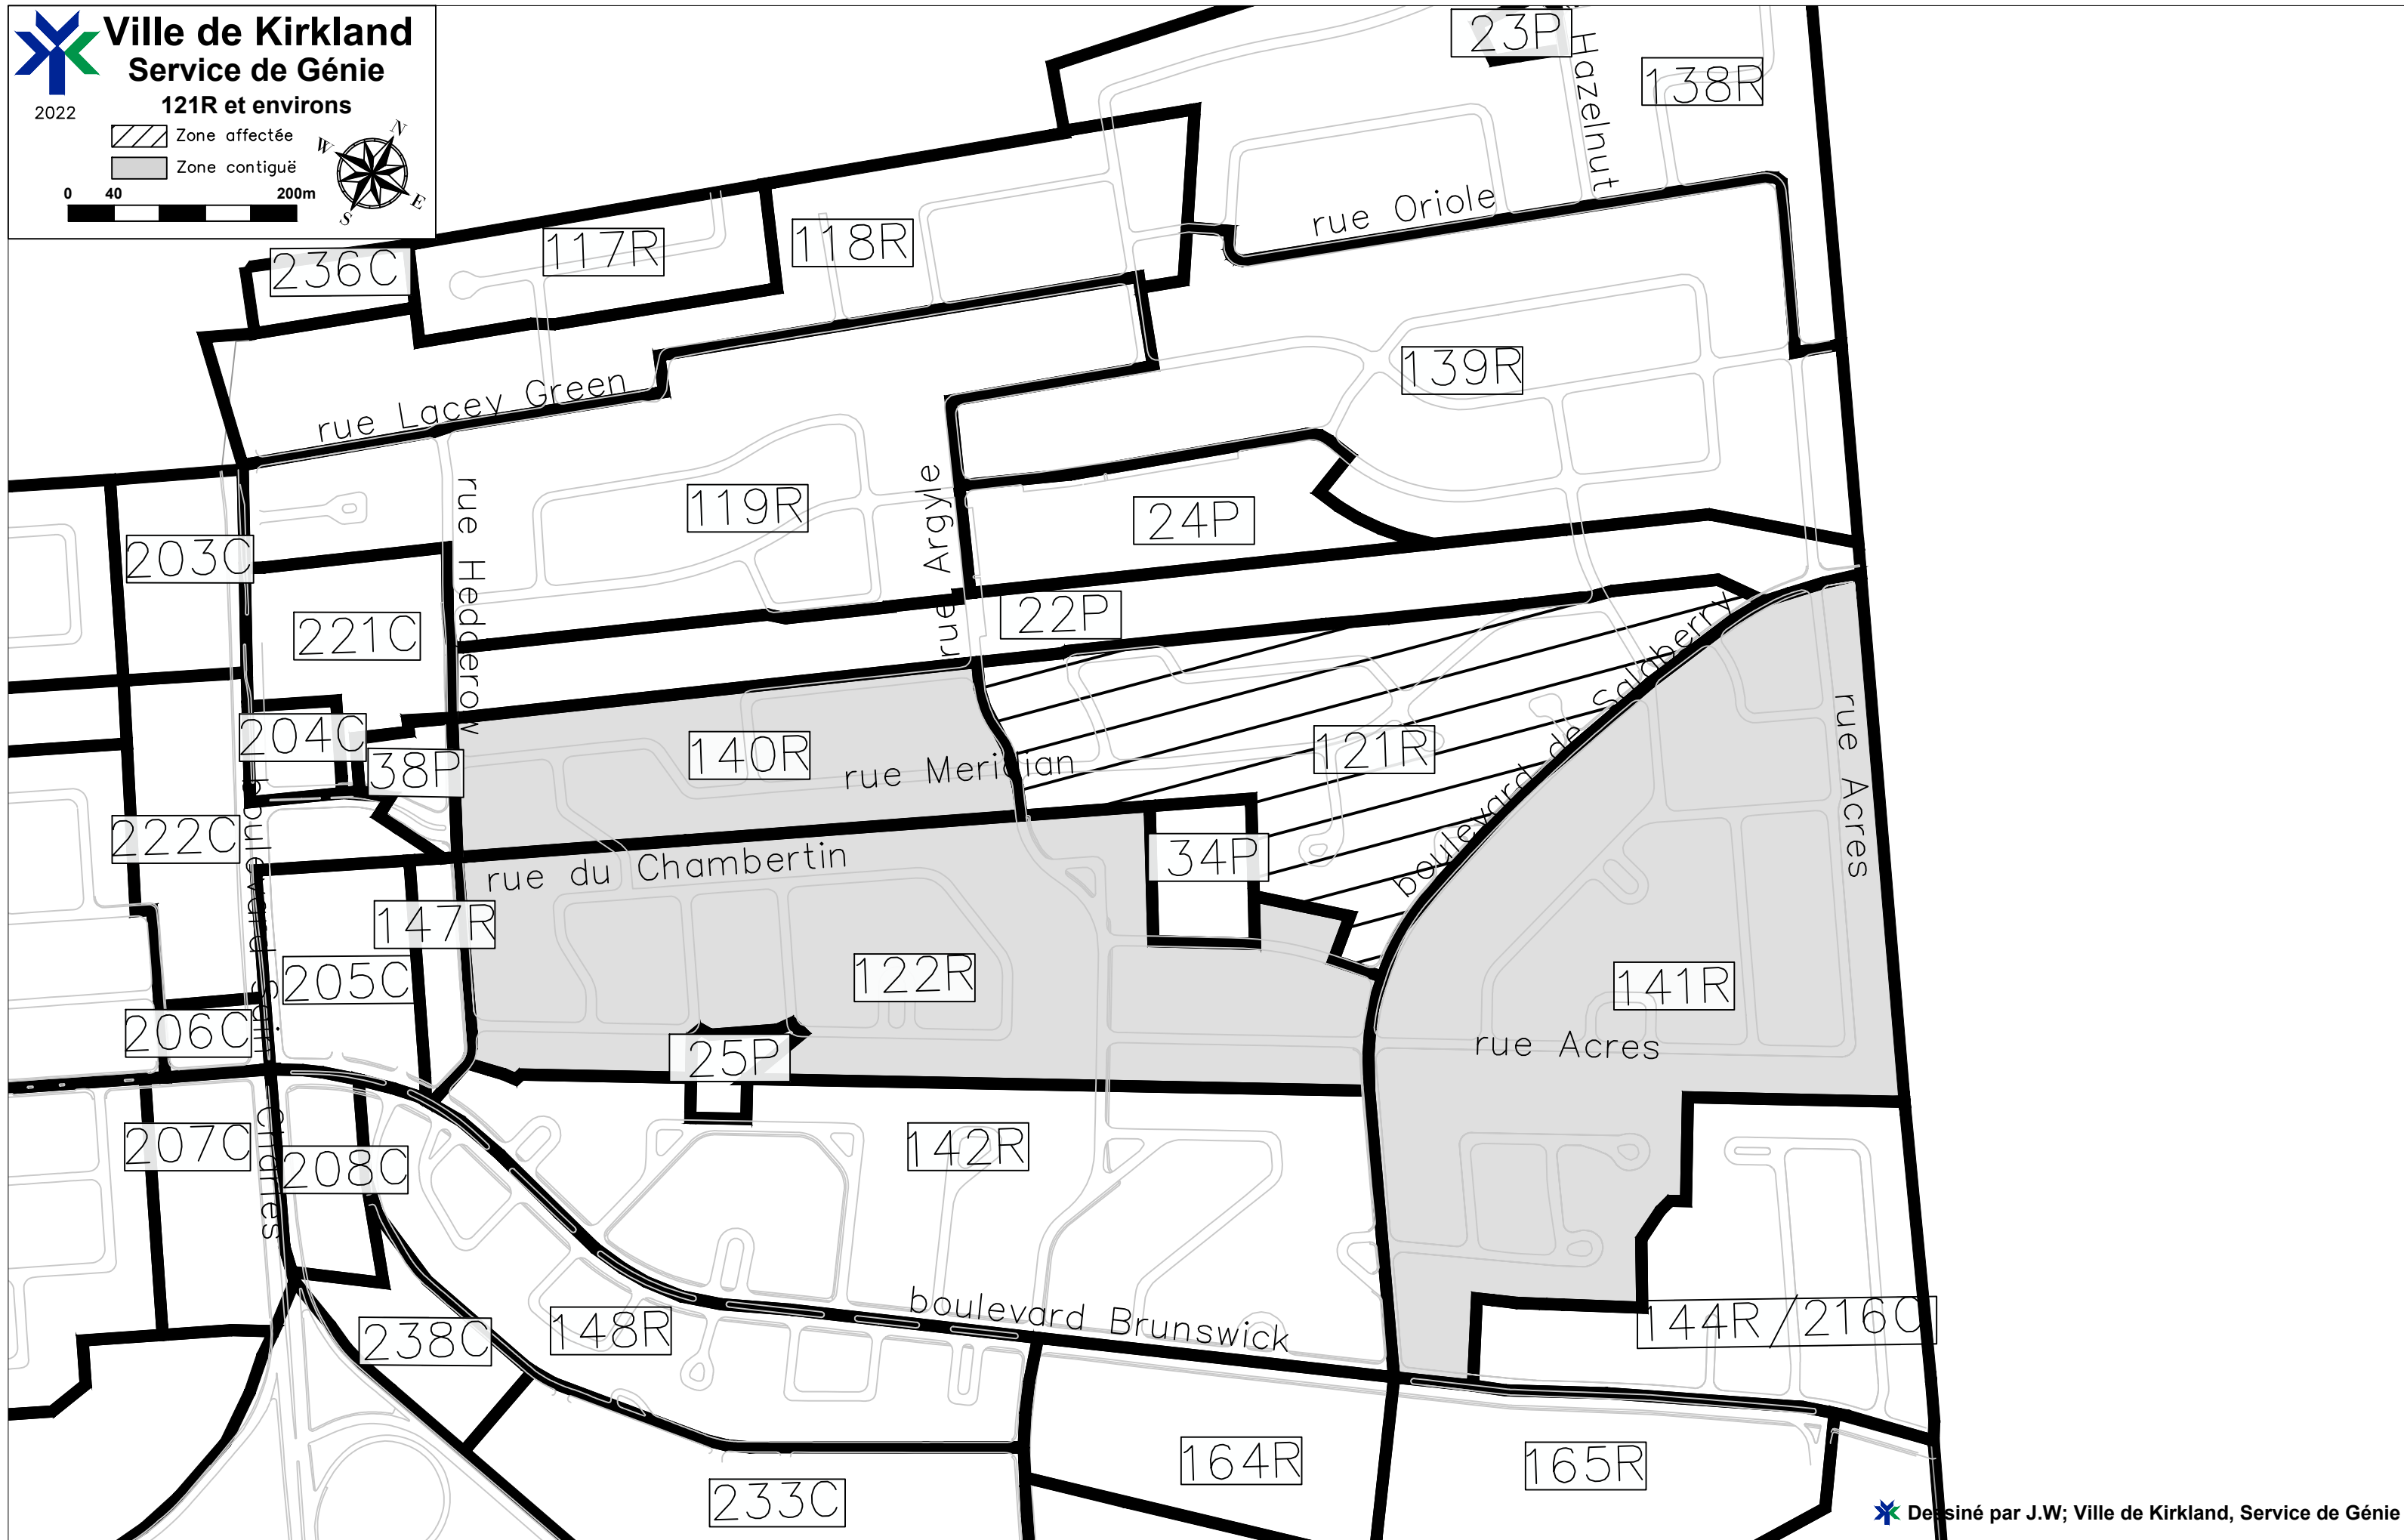 Ville de Kirkland
Service de Génie
121R et environs
2022
Zone affectée
Zone contiguë
0 40 200m
N
W
E
S
23P
Hazelnut
138R
rue Oriole
236C
117R
118R
139R
rue Lacey Green
rue Hedgerow
119R
rue Argyle
24P
203C
221C
22P
204C
38P
140R
rue Meridian
121R
boulevard de Salaberry
rue Acres
222C
rue du Chambertin
34P
147R
205C
122R
141R
206C
boulevard Saint-Charles
25P
rue Acres
207C
208C
142R
238C
148R
boulevard Brunswick
144R/216C
164R
165R
233C
Dessiné par J.W; Ville de Kirkland, Service de Génie